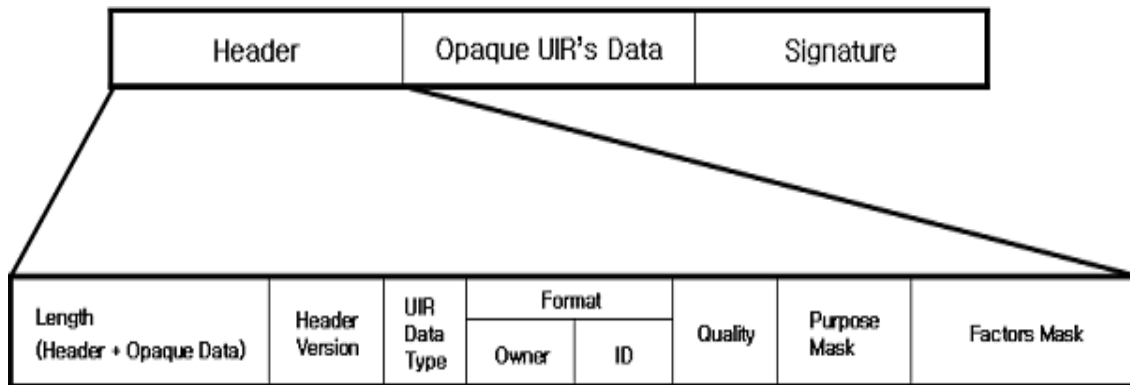 Header
Opaque UIR's Data
Signature
Length
(Header + Opaque Data)
Header
Version
UIR
Data
Type
Format
Owner
ID
Quality
Purpose
Mask
Factors Mask